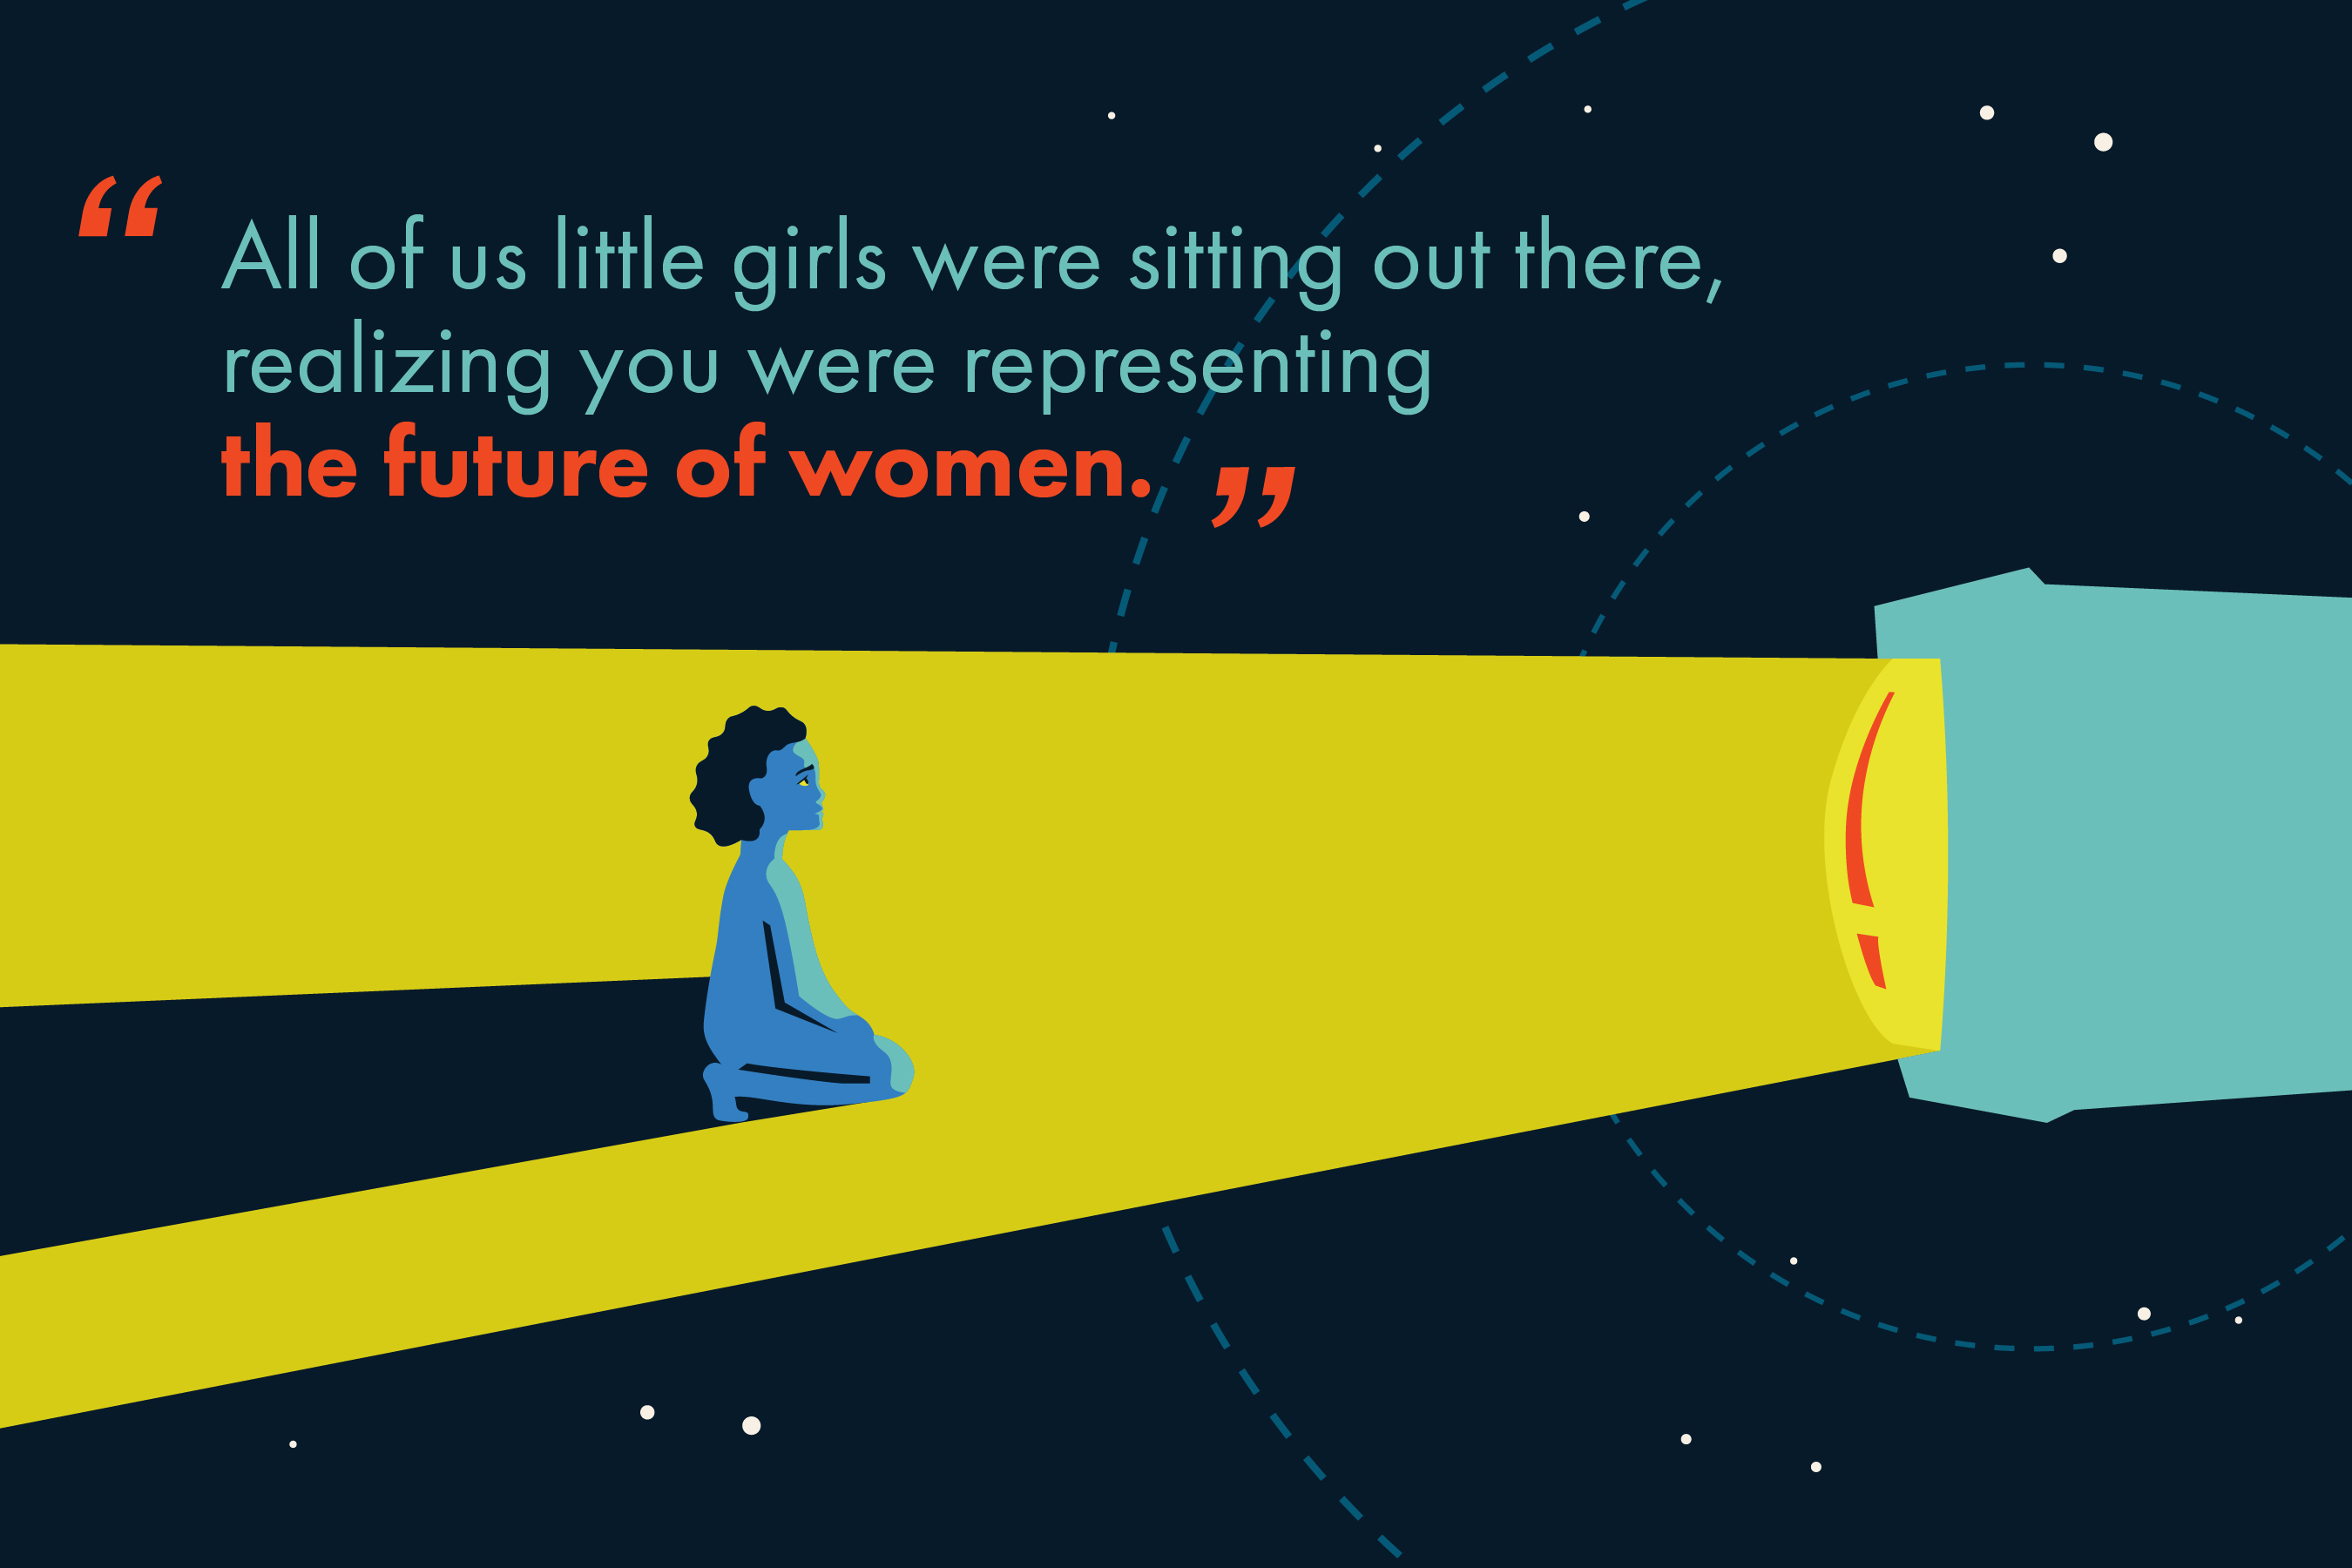 “All of us little girls were sitting out there,
realizing you were representing
the future of women.”